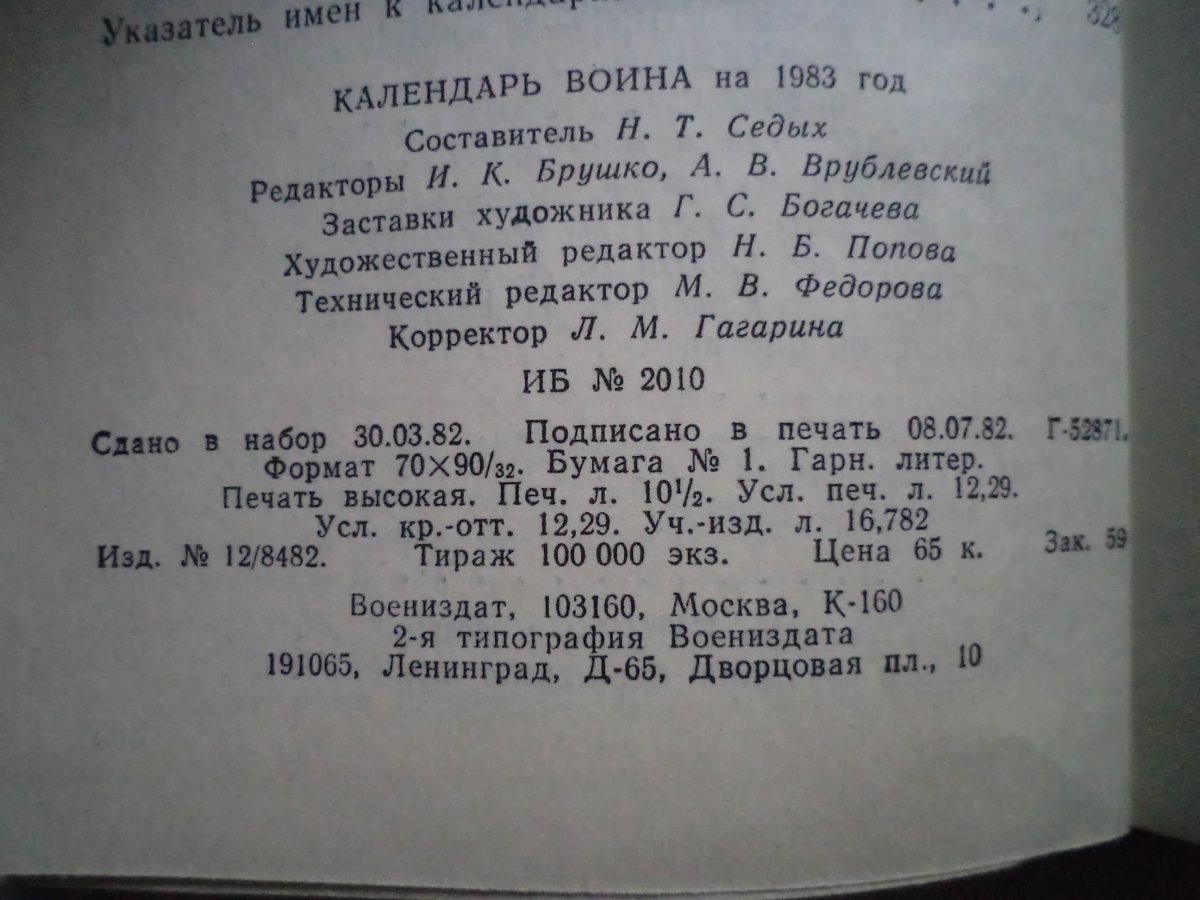 Указатель имен к . . . , 328
КАЛЕНДАРЬ ВОИНА на 1983 год
Составитель Н. Т. Седых
Редакторы И. К. Брушко, А. В. Врублевский
Заставки художника Г. С. Богачева
Художественный редактор Н. Б. Попова
Технический редактор М. В. Федорова
Корректор Л. М. Гагарина
ИБ № 2010
Сдано в набор 30.03.82. Подписано в печать 08.07.82. Г-52871.
Формат 70×90/32. Бумага № 1. Гарн. литер.
Печать высокая. Печ. л. 10½. Усл. печ. л. 12,29.
Усл. кр.-отт. 12,29. Уч.-изд. л. 16,782
Изд. № 12/8482. Тираж 100 000 экз. Цена 65 к. Зак. 59
Воениздат, 103160, Москва, К-160
2-я типография Воениздата
191065, Ленинград, Д-65, Дворцовая пл., 10